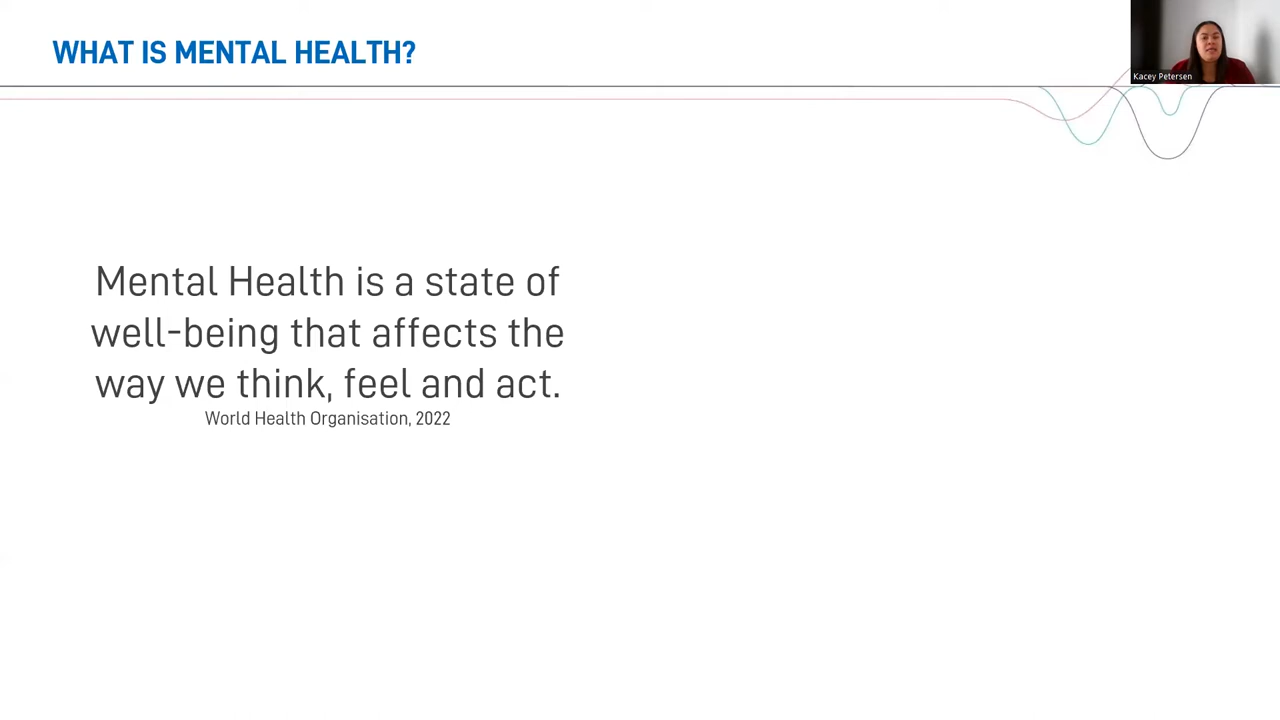 WHAT IS MENTAL HEALTH?
Kacey Petersen
Mental Health is a state of
well-being that affects the
way we think, feel and act.
World Health Organisation, 2022